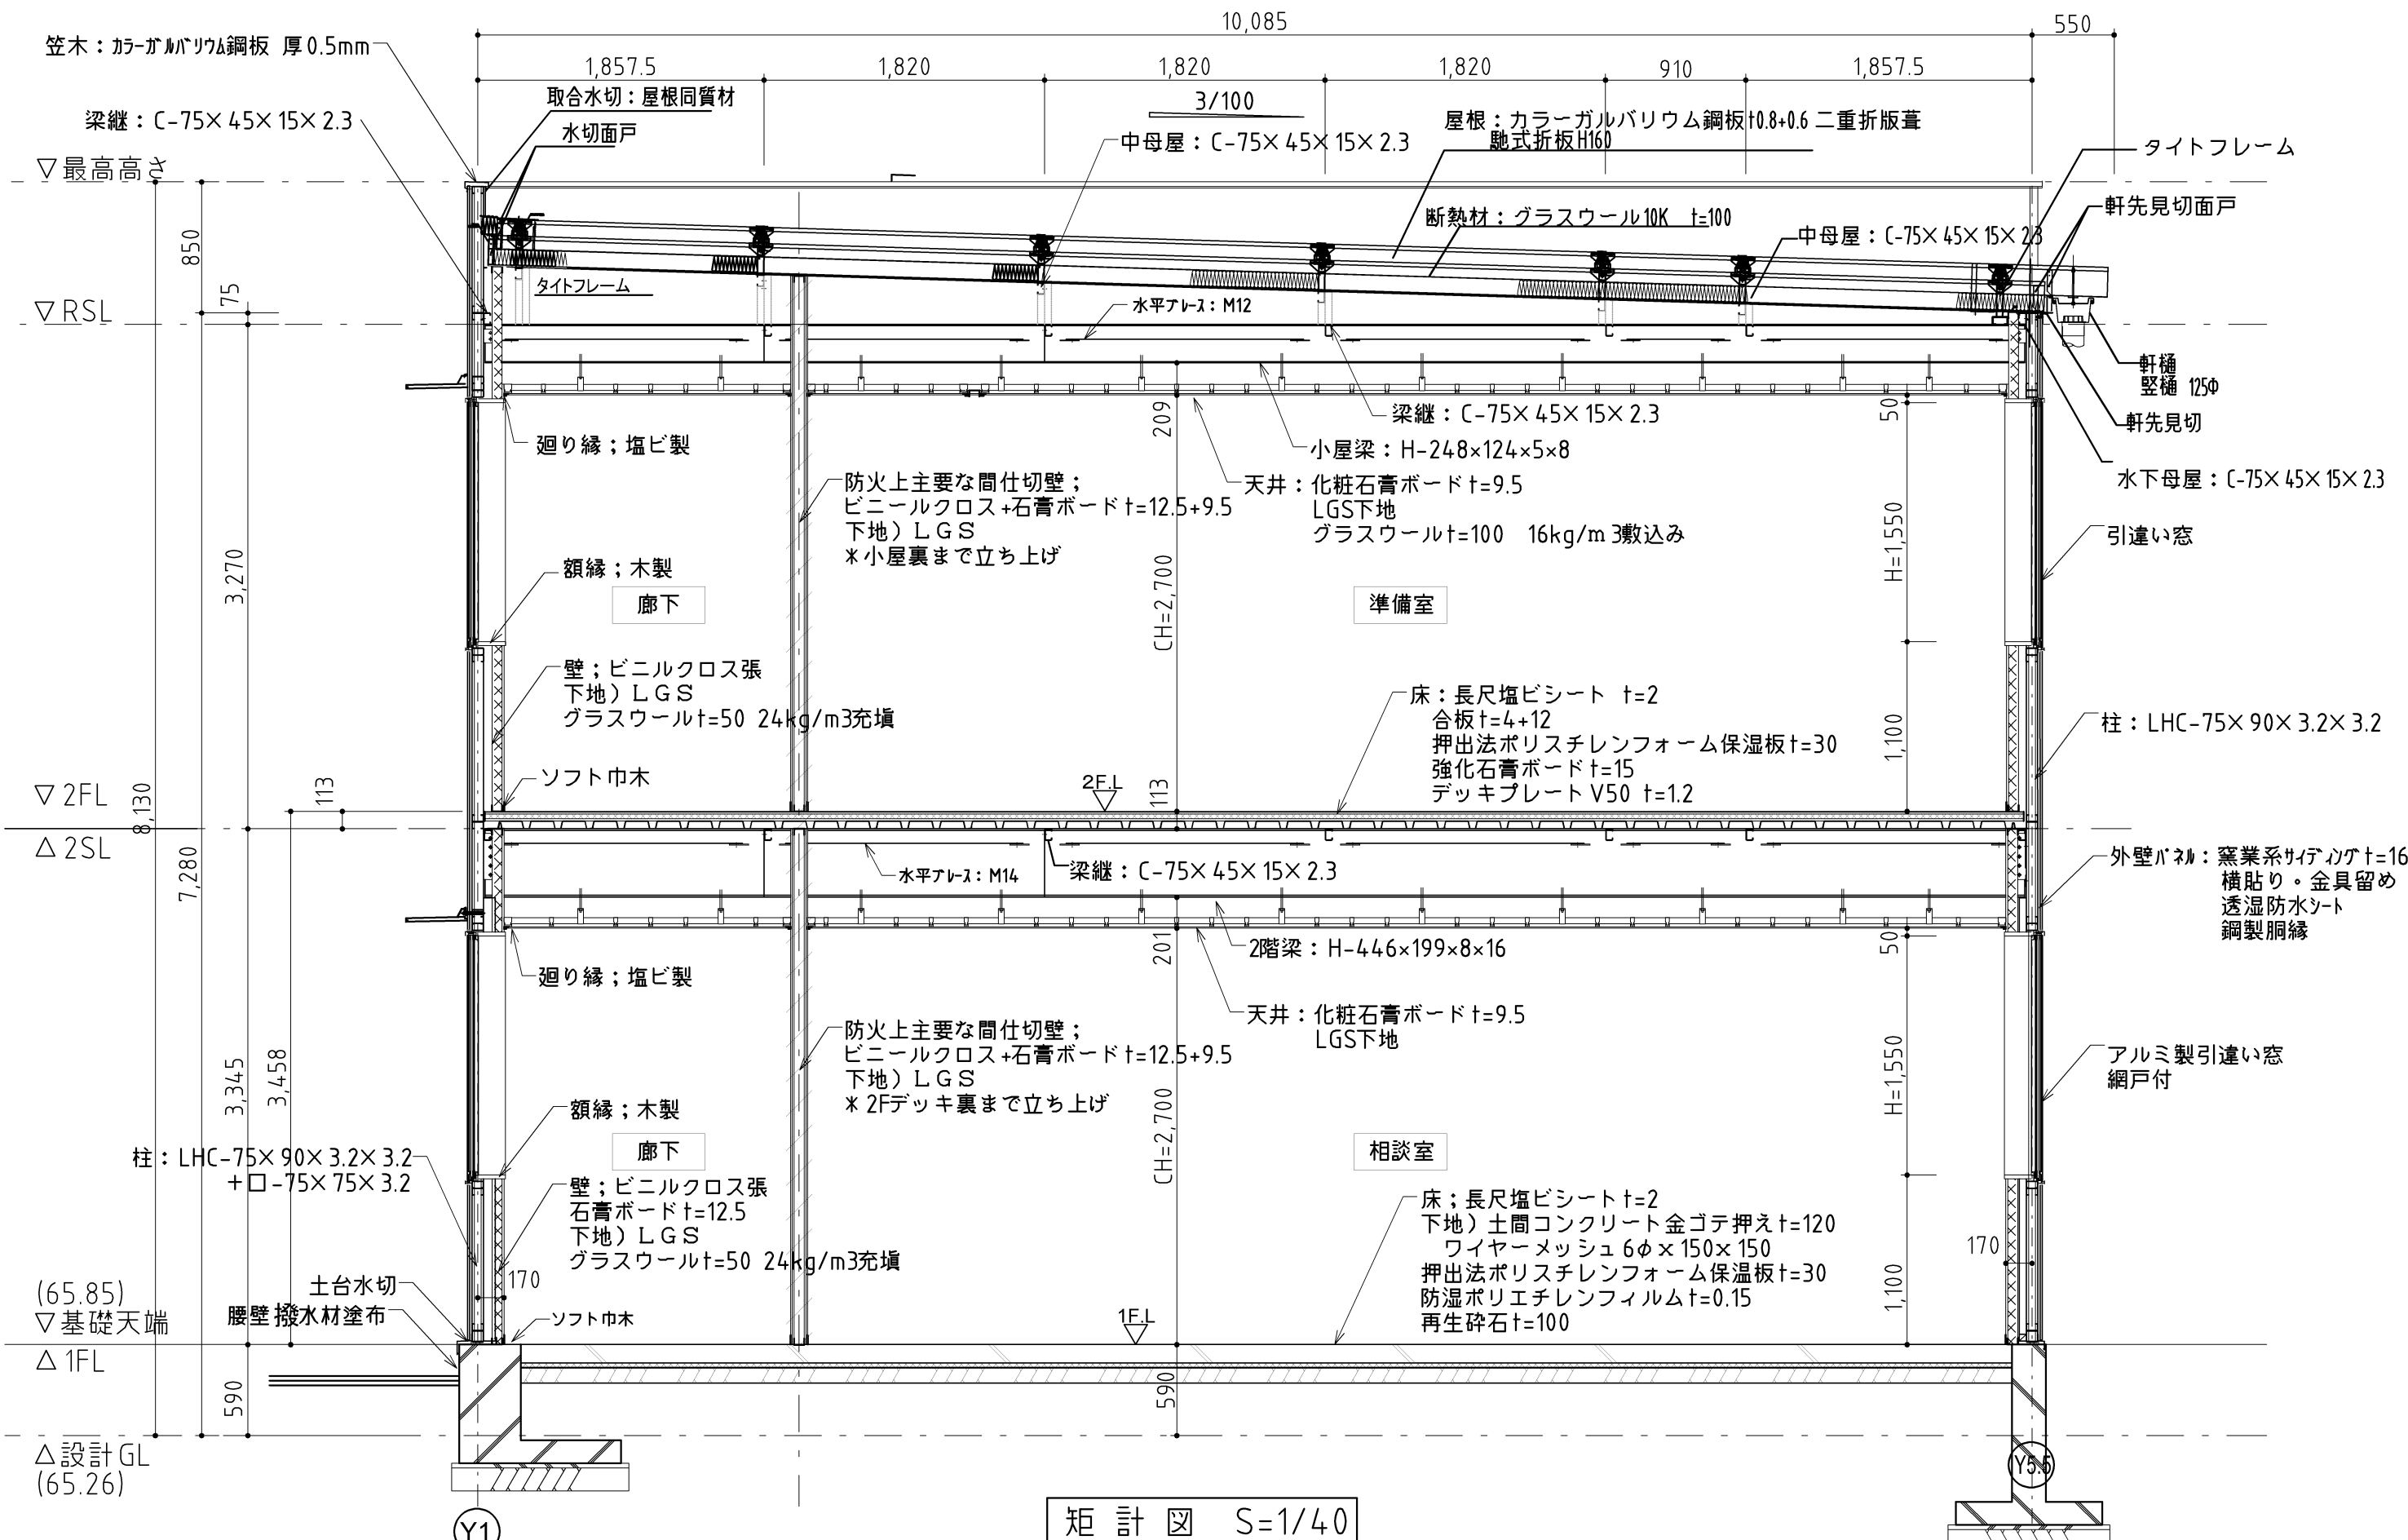 10,085
550
笠木：カラーガルバリウム鋼板 厚0.5mm
1,857.5
1,820
1,820
1,820
910
1,857.5
取合水切：屋根同質材
3/100
梁継：C-75×45×15×2.3
水切面戸
中母屋：C-75×45×15×2.3
屋根：カラーガルバリウム鋼板t0.8+0.6 二重折版葺
馳式折板H160
タイトフレーム
▽最高高さ
軒先見切面戸
断熱材：グラスウール10K t=100
中母屋：C-75×45×15×2.3
850
タイトフレーム
75
▽RSL
水平ブレース：M12
軒樋
竪樋 125Φ
梁継：C-75×45×15×2.3
50
209
軒先見切
廻り縁；塩ビ製
小屋梁：H-248×124×5×8
水下母屋：C-75×45×15×2.3
防火上主要な間仕切壁；
ビニールクロス+石膏ボードt=12.5+9.5
下地）LGS
＊小屋裏まで立ち上げ
天井：化粧石膏ボードt=9.5
LGS下地
グラスウールt=100 16kg/m3敷込み
引違い窓
3,270
額縁；木製
廊下
CH=2,700
準備室
H=1,550
壁；ビニルクロス張
下地）LGS
グラスウールt=50 24kg/m3充塡
床：長尺塩ビシート t=2
合板t=4+12
押出法ポリスチレンフォーム保湿板t=30
強化石膏ボードt=15
デッキプレートV50 t=1.2
1,100
柱：LHC-75×90×3.2×3.2
ソフト巾木
▽2FL
8,130
113
2F.L
113
△2SL
7,280
水平ブレース：M14
梁継：C-75×45×15×2.3
外壁パネル：窯業系サイディングt=16
横貼り・金具留め
透湿防水シート
鋼製胴縁
2階梁：H-446×199×8×16
201
50
廻り縁；塩ビ製
天井：化粧石膏ボードt=9.5
LGS下地
防火上主要な間仕切壁；
ビニールクロス+石膏ボードt=12.5+9.5
下地）LGS
＊2Fデッキ裏まで立ち上げ
アルミ製引違い窓
網戸付
3,345
3,458
額縁；木製
廊下
CH=2,700
相談室
H=1,550
柱：LHC-75×90×3.2×3.2
+□-75×75×3.2
壁；ビニルクロス張
石膏ボードt=12.5
下地）LGS
グラスウールt=50 24kg/m3充塡
床；長尺塩ビシートt=2
下地）土間コンクリート金ゴテ押えt=120
ワイヤーメッシュ6φ×150×150
押出法ポリスチレンフォーム保温板t=30
防湿ポリエチレンフィルムt=0.15
再生砕石t=100
170
170
1,100
土台水切
(65.85)
▽基礎天端
腰壁 撥水材塗布
ソフト巾木
1F.L
△1FL
590
590
△設計GL
(65.26)
Y5.5
Y1
矩計図 S=1/40